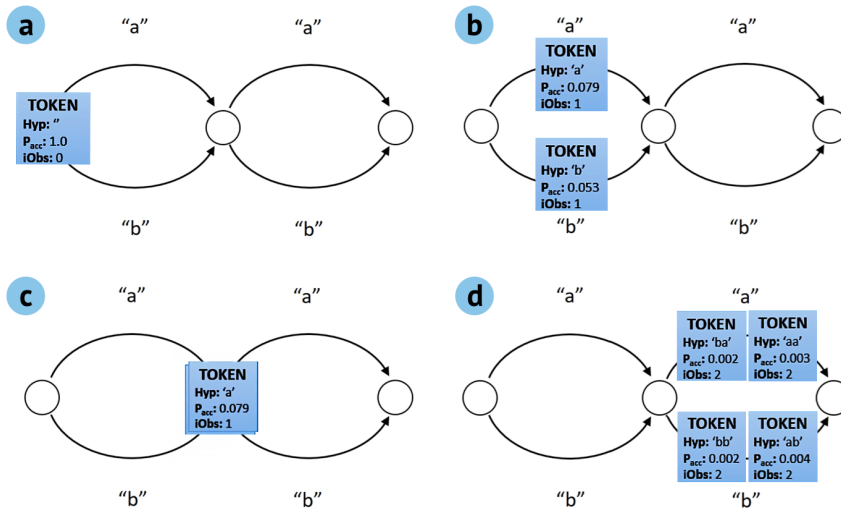 a
"a"
"a"
TOKEN
Hyp: ''
Pacc: 1.0
iObs: 0
"b"
"b"
b
"a"
"a"
TOKEN
Hyp: 'a'
Pacc: 0.079
iObs: 1
TOKEN
Hyp: 'b'
Pacc: 0.053
iObs: 1
"b"
"b"
c
"a"
"a"
TOKEN
Hyp: 'a'
Pacc: 0.079
iObs: 1
"b"
"b"
d
"a"
"a"
TOKEN
Hyp: 'ba'
Pacc: 0.002
iObs: 2
TOKEN
Hyp: 'aa'
Pacc: 0.003
iObs: 2
TOKEN
Hyp: 'bb'
Pacc: 0.002
iObs: 2
TOKEN
Hyp: 'ab'
Pacc: 0.004
iObs: 2
"b"
"b"